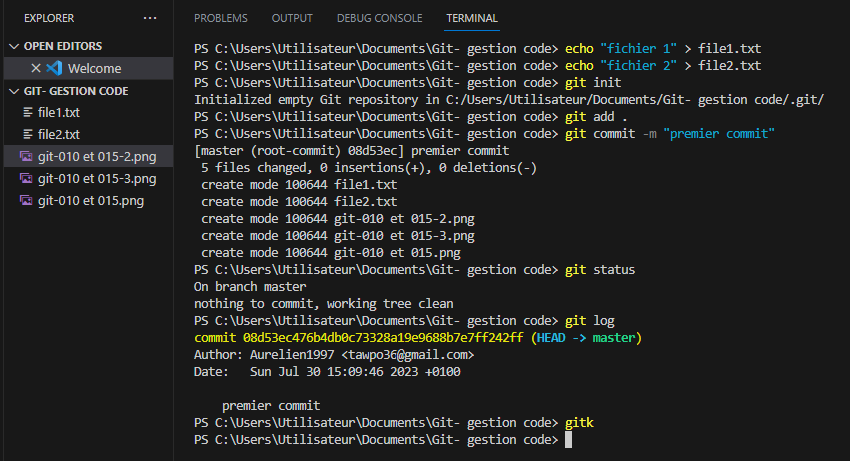 EXPLORER
···
OPEN EDITORS
Welcome
GIT- GESTION CODE
file1.txt
file2.txt
git-010 et 015-2.png
git-010 et 015-3.png
git-010 et 015.png
PROBLEMS OUTPUT DEBUG CONSOLE TERMINAL
PS C:\Users\Utilisateur\Documents\Git- gestion code> echo "fichier 1" > file1.txt
PS C:\Users\Utilisateur\Documents\Git- gestion code> echo "fichier 2" > file2.txt
PS C:\Users\Utilisateur\Documents\Git- gestion code> git init
Initialized empty Git repository in C:/Users/Utilisateur/Documents/Git- gestion code/.git/
PS C:\Users\Utilisateur\Documents\Git- gestion code> git add .
PS C:\Users\Utilisateur\Documents\Git- gestion code> git commit -m "premier commit"
[master (root-commit) 08d53ec] premier commit
 5 files changed, 0 insertions(+), 0 deletions(-)
 create mode 100644 file1.txt
 create mode 100644 file2.txt
 create mode 100644 git-010 et 015-2.png
 create mode 100644 git-010 et 015-3.png
 create mode 100644 git-010 et 015.png
PS C:\Users\Utilisateur\Documents\Git- gestion code> git status
On branch master
nothing to commit, working tree clean
PS C:\Users\Utilisateur\Documents\Git- gestion code> git log
commit 08d53ec476b4db0c73328a19e9688b7e7ff242ff (HEAD -> master)
Author: Aurelien1997 <tawpo36@gmail.com>
Date:   Sun Jul 30 15:09:46 2023 +0100
    premier commit
PS C:\Users\Utilisateur\Documents\Git- gestion code> gitk
PS C:\Users\Utilisateur\Documents\Git- gestion code>